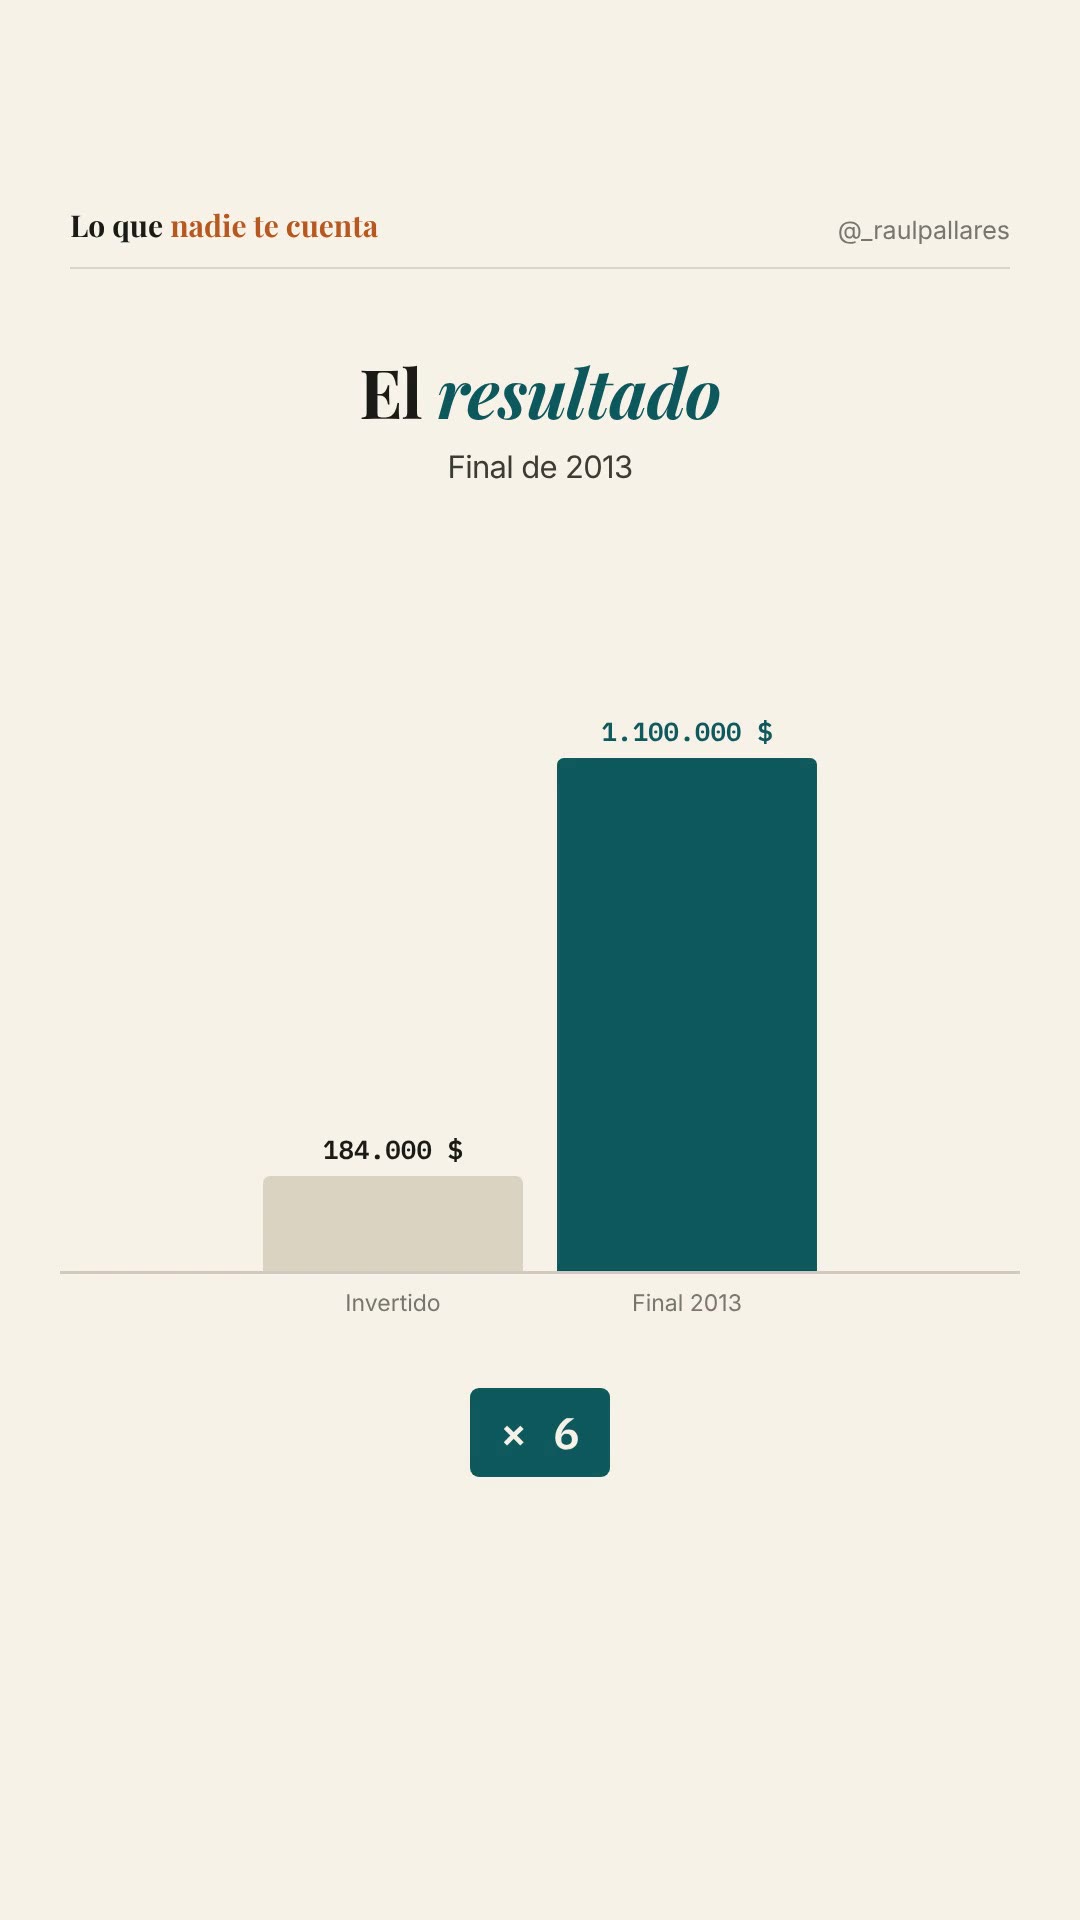 Lo que nadie te cuenta
@_raulpallares
El resultado
Final de 2013
1.100.000 $
184.000 $
Invertido
Final 2013
× 6